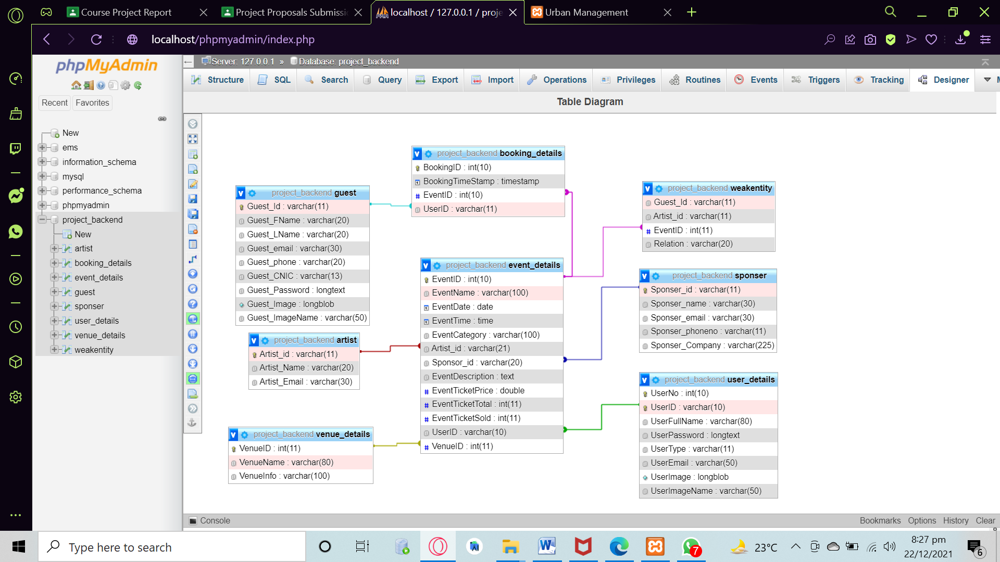 Course Project Report
Project Proposals Submissi
localhost / 127.0.0.1 / proje
Urban Management
localhost/phpmyadmin/index.php
phpMyAdmin
Recent
Favorites
New
ems
information_schema
mysql
performance_schema
phpmyadmin
project_backend
New
artist
booking_details
event_details
guest
sponser
user_details
venue_details
weakentity
Server: 127.0.0.1 » Database: project_backend
Structure
SQL
Search
Query
Export
Import
Operations
Privileges
Routines
Events
Triggers
Tracking
Designer
Table Diagram
project_backend booking_details
BookingID : int(10)
BookingTimeStamp : timestamp
EventID : int(10)
UserID : varchar(11)
project_backend guest
Guest_Id : varchar(11)
Guest_FName : varchar(20)
Guest_LName : varchar(20)
Guest_email : varchar(30)
Guest_phone : varchar(20)
Guest_CNIC : varchar(13)
Guest_Password : longtext
Guest_Image : longblob
Guest_ImageName : varchar(50)
project_backend weakentity
Guest_Id : varchar(11)
Artist_id : varchar(11)
EventID : int(11)
Relation : varchar(20)
project_backend event_details
EventID : int(10)
EventName : varchar(100)
EventDate : date
EventTime : time
EventCategory : varchar(100)
Artist_id : varchar(21)
Sponsor_id : varchar(20)
EventDescription : text
EventTicketPrice : double
EventTicketTotal : int(11)
EventTicketSold : int(11)
UserID : varchar(10)
VenueID : int(11)
project_backend sponser
Sponser_id : varchar(11)
Sponser_name : varchar(30)
Sponser_email : varchar(30)
Sponser_phoneno : varchar(11)
Sponser_Company : varchar(225)
project_backend artist
Artist_id : varchar(11)
Artist_Name : varchar(20)
Artist_Email : varchar(30)
project_backend user_details
UserNo : int(10)
UserID : varchar(10)
UserFullName : varchar(80)
UserPassword : longtext
UserType : varchar(11)
UserEmail : varchar(50)
UserImage : longblob
UserImageName : varchar(50)
project_backend venue_details
VenueID : int(11)
VenueName : varchar(80)
VenueInfo : varchar(100)
Console
Bookmarks Options History Clear
Type here to search
7
23°C
8:27 pm
22/12/2021
6